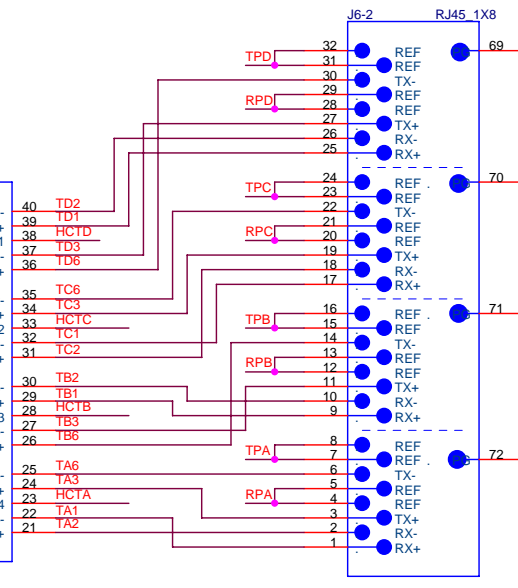 J6-2 RJ45_1X8
TPD 32 REF 69
31 REF
30 TX-
RPD 29 REF
28 REF
27 TX+
26 RX-
25 RX+
TPC 24 REF . 70
23 REF
22 TX-
RPC 21 REF
20 REF
19 TX+
18 RX-
17 RX+
TPB 16 REF . 71
15 REF
14 TX-
RPB 13 REF
12 REF
11 TX+
10 RX-
9 RX+
TPA 8 REF
7 REF . 72
6 TX-
RPA 5 REF
4 REF
3 TX+
2 RX-
1 RX+
40 TD2
39 TD1
38 HCTD
37 TD3
36 TD6
35 TC6
34 TC3
33 HCTC
32 TC1
31 TC2
30 TB2
29 TB1
28 HCTB
27 TB3
26 TB6
25 TA6
24 TA3
23 HCTA
22 TA1
21 TA2